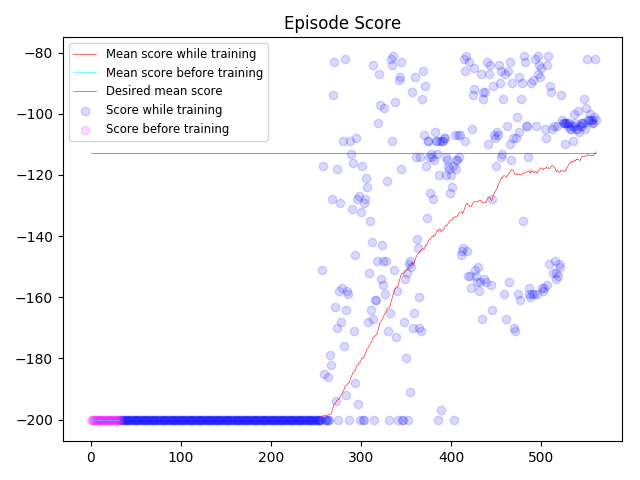 Episode Score
Mean score while training
Mean score before training
Desired mean score
Score while training
Score before training
−80
−100
−120
−140
−160
−180
−200
0 100 200 300 400 500